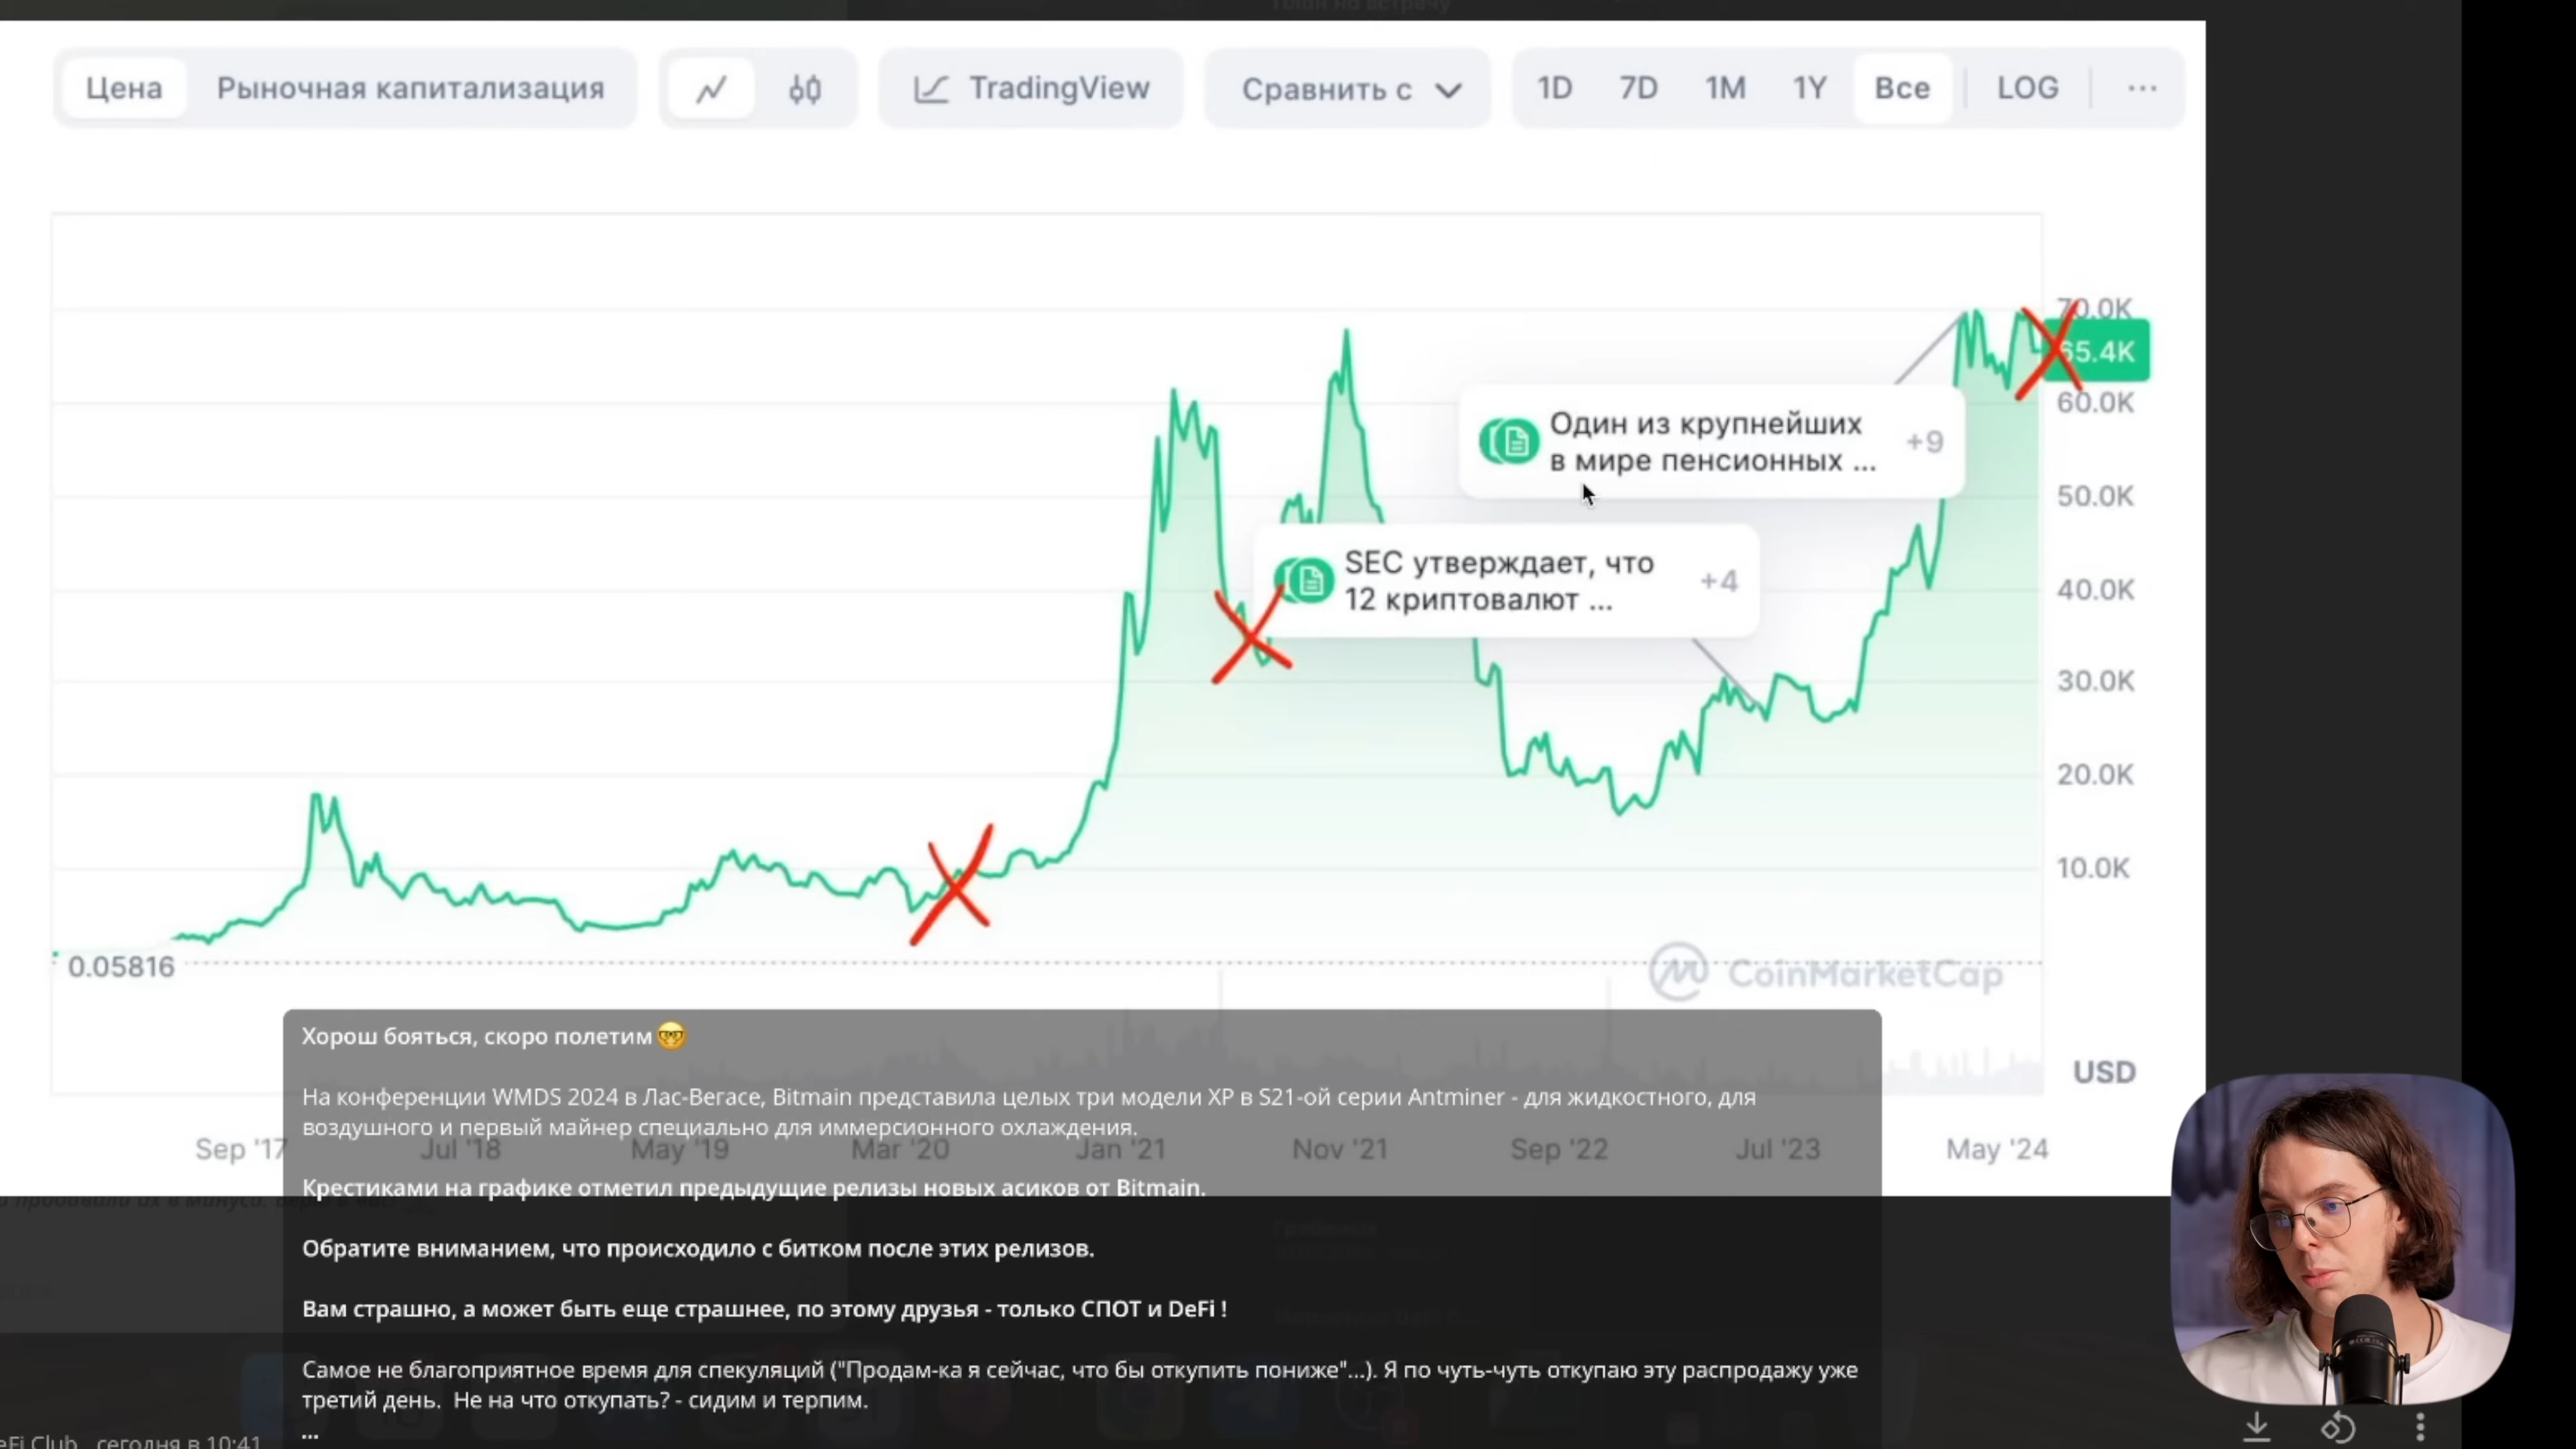 План на встречу
Цена Рыночная капитализация TradingView Сравнить с 1D 7D 1M 1Y Все LOG ...
70.0K
65.4K
60.0K
Один из крупнейших
в мире пенсионных ...
+9
50.0K
SEC утверждает, что
12 криптовалют ...
+4
40.0K
30.0K
20.0K
10.0K
0.05816
CoinMarketCap
USD
Sep '17 Jul '18 May '19 Mar '20 Jan '21 Nov '21 Sep '22 Jul '23 May '24
Хорош бояться, скоро полетим🤓
На конференции WMDS 2024 в Лас-Вегасе, Bitmain представила целых три модели XP в S21-ой серии Antminer - для жидкостного, для
воздушного и первый майнер специально для иммерсионного охлаждения.
Крестиками на графике отметил предыдущие релизы новых асиков от Bitmain.
Обратите вниманием, что происходило с битком после этих релизов.
Вам страшно, а может быть еще страшнее, по этому друзья - только СПОТ и DeFi !
Самое не благоприятное время для спекуляций ("Продам-ка я сейчас, что бы откупить пониже"...). Я по чуть-чуть откупаю эту распродажу уже
третий день. Не на что откупать? - сидим и терпим.
...
eFi Club, сегодня в 10:41